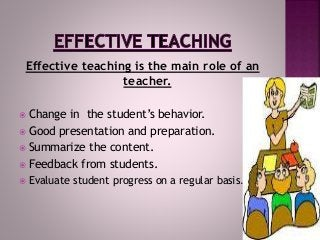 EFFECTIVE TEACHING
Effective teaching is the main role of an
teacher.
Change in the student’s behavior.
Good presentation and preparation.
Summarize the content.
Feedback from students.
Evaluate student progress on a regular basis.